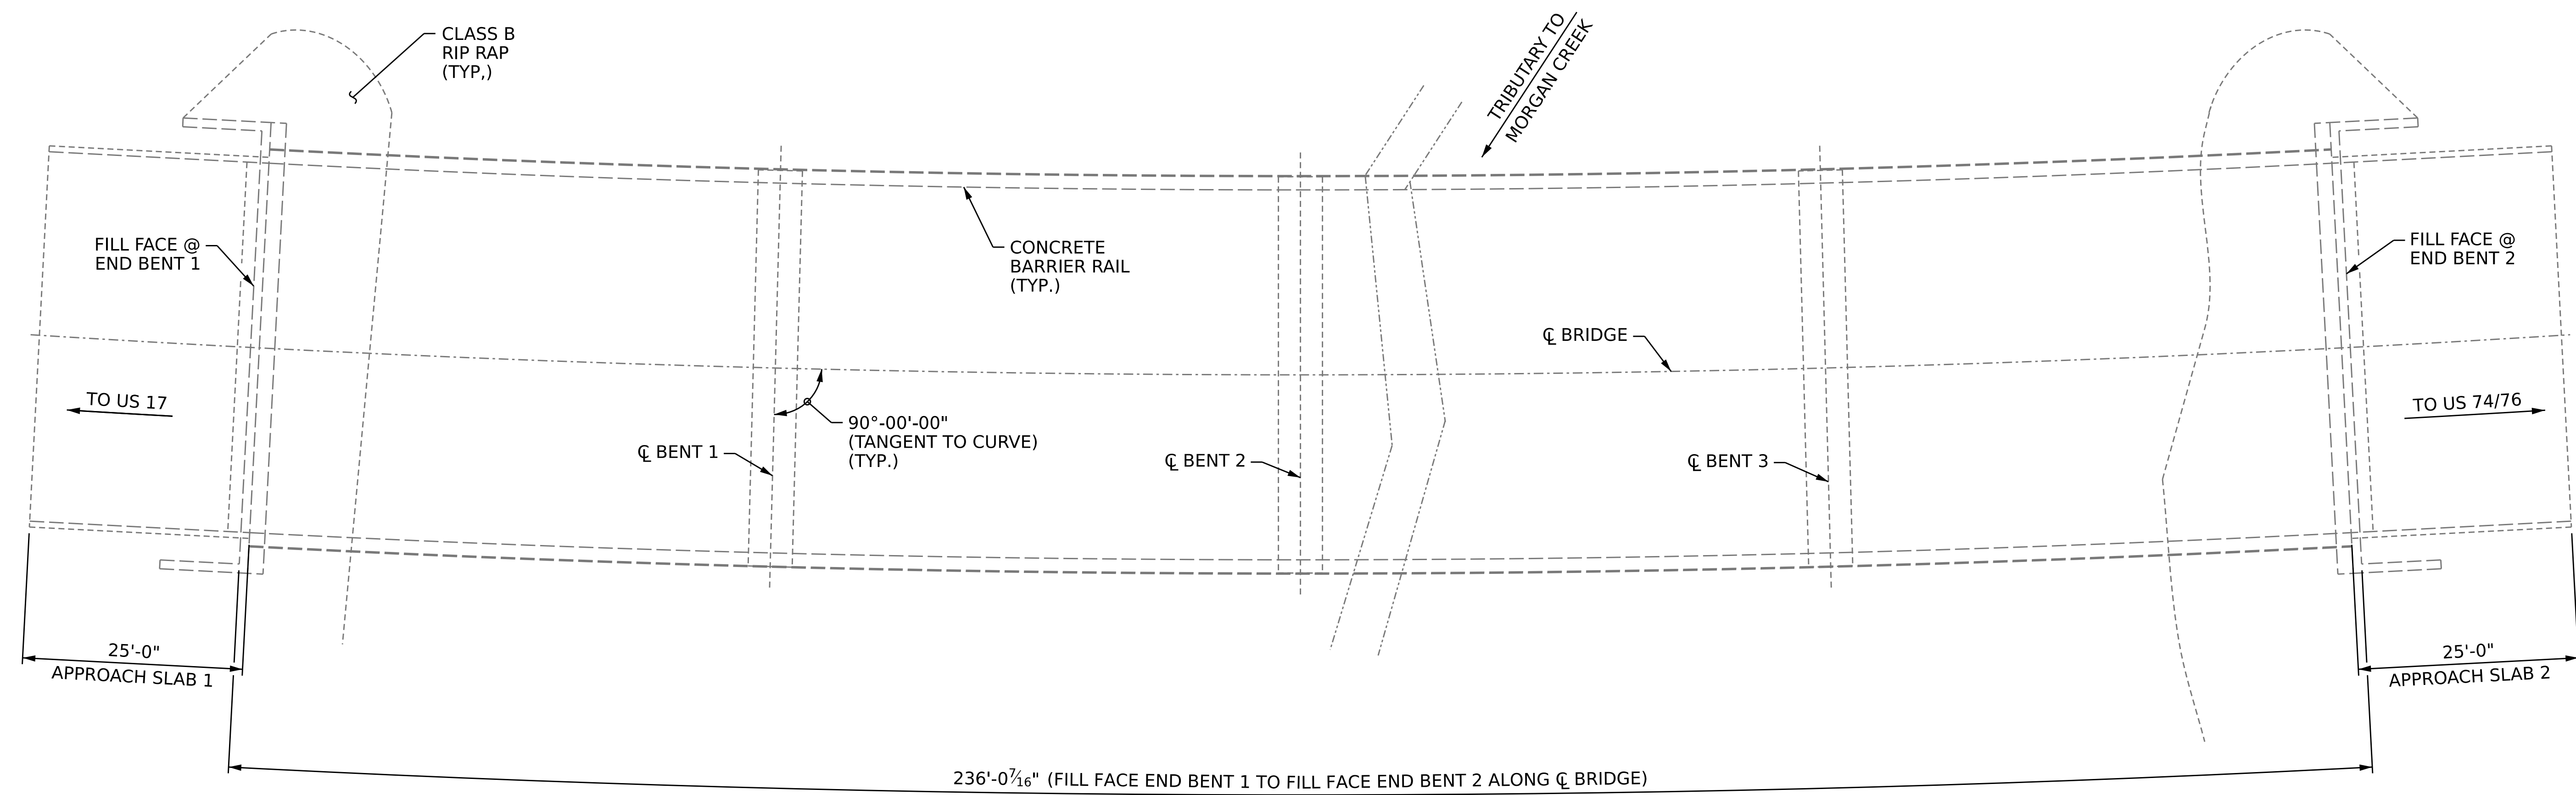 CLASS B
RIP RAP
(TYP,)
TRIBUTARY TO
MORGAN CREEK
FILL FACE @
END BENT 1
CONCRETE
BARRIER RAIL
(TYP.)
FILL FACE @
END BENT 2
℄ BRIDGE
TO US 17
TO US 74/76
90°-00'-00"
(TANGENT TO CURVE)
(TYP.)
℄ BENT 1
℄ BENT 2
℄ BENT 3
25'-0"
APPROACH SLAB 1
25'-0"
APPROACH SLAB 2
236'-0 7/16" (FILL FACE END BENT 1 TO FILL FACE END BENT 2 ALONG ℄ BRIDGE)